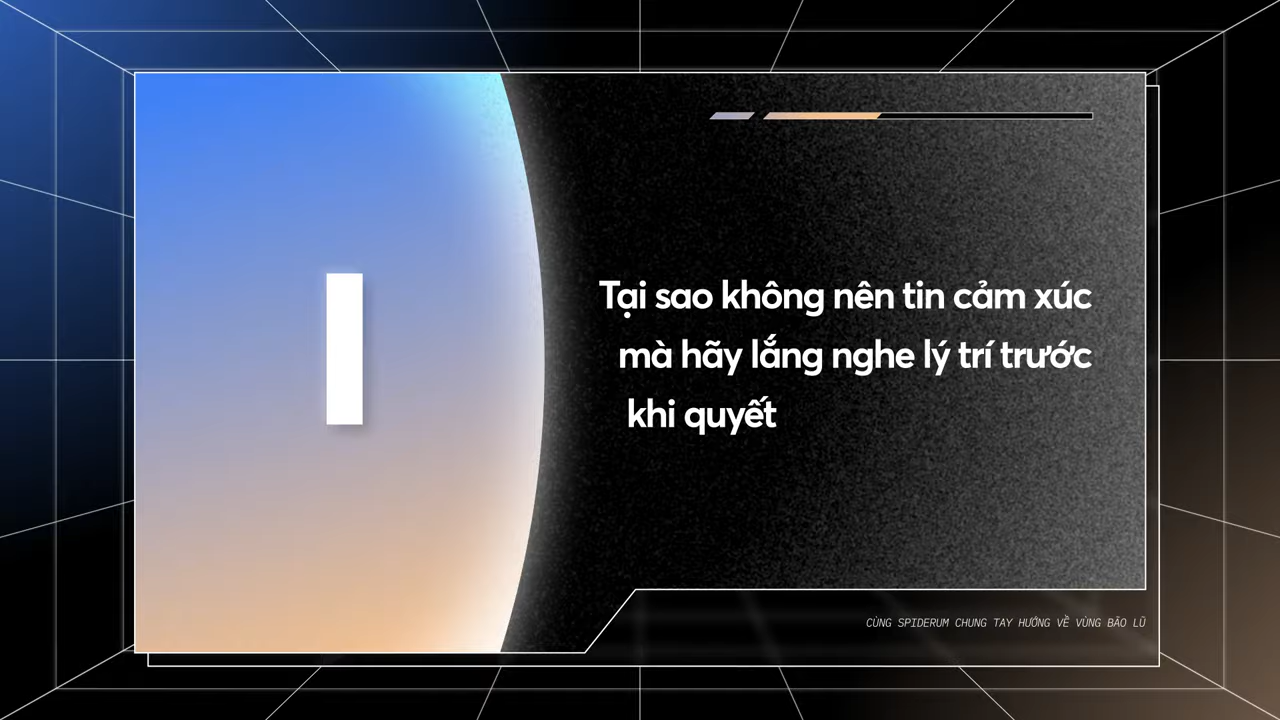 I
Tại sao không nên tin cảm xúc
mà hãy lắng nghe lý trí trước
khi quyết
CÙNG SPIDERUM CHUNG TAY HƯỚNG VỀ VÙNG BÃO LŨ